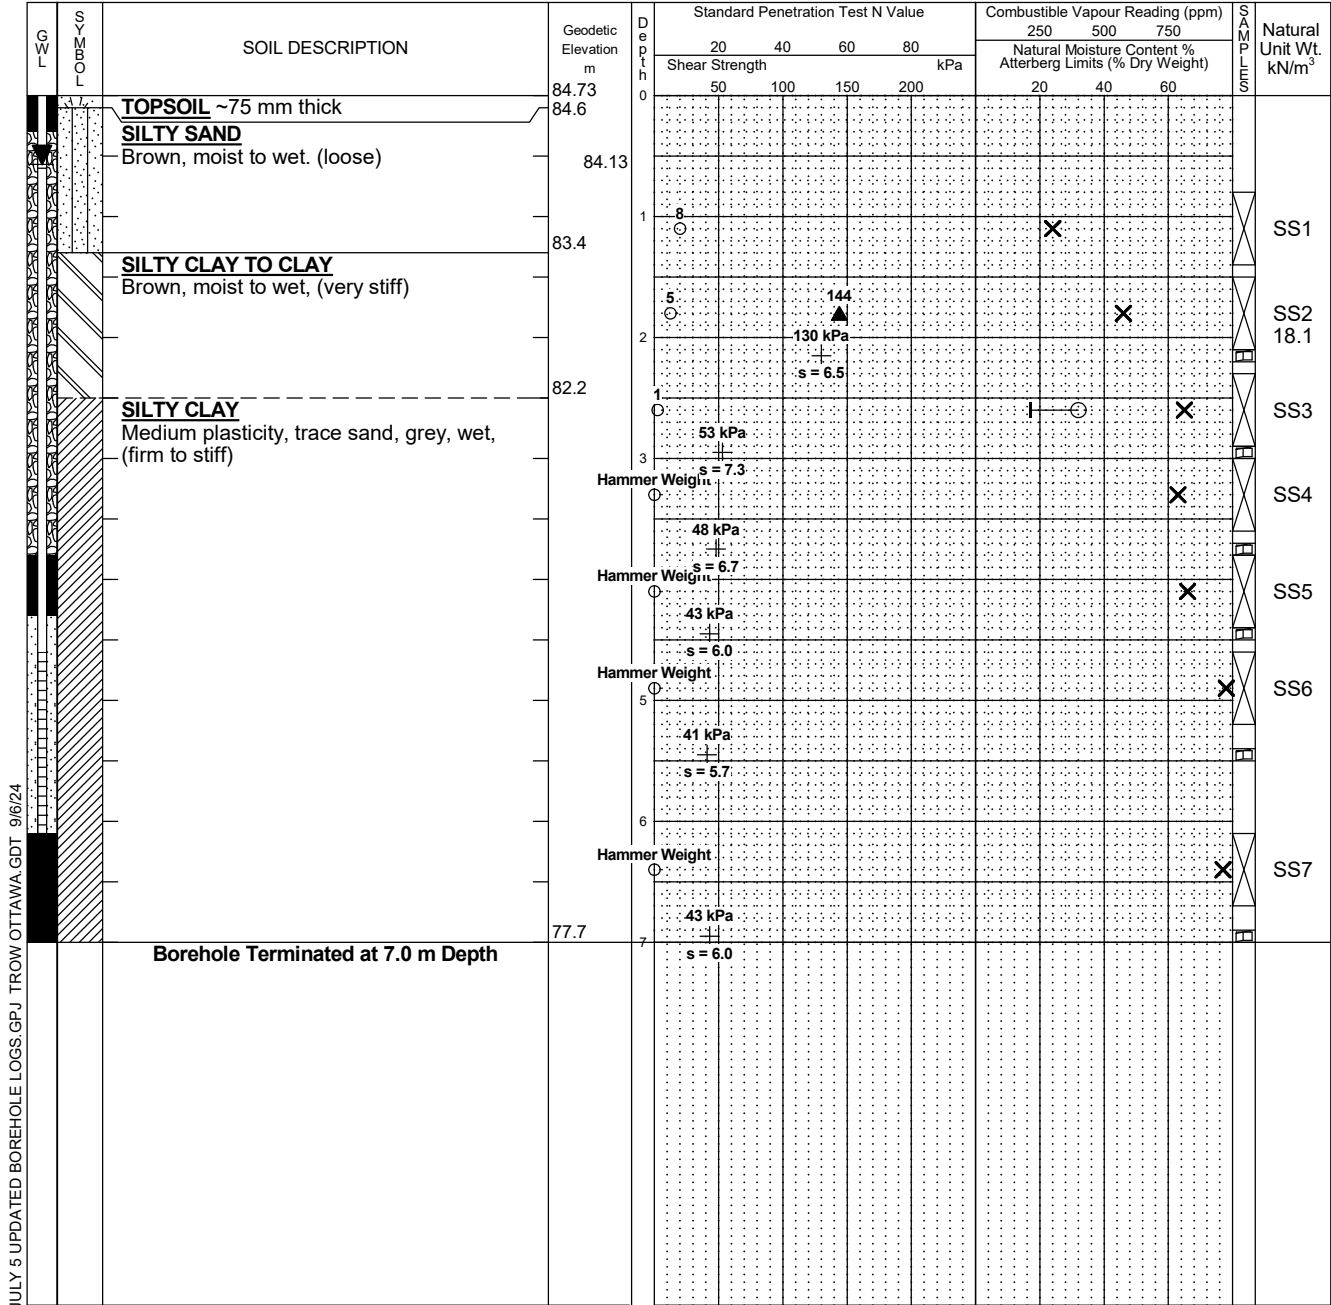 GWL
SYMBOL
SOIL DESCRIPTION
Geodetic
Elevation
m
84.73
Depth
Standard Penetration Test N Value
20 40 60 80
Shear Strength kPa
50 100 150 200
Combustible Vapour Reading (ppm)
250 500 750
Natural Moisture Content %
Atterberg Limits (% Dry Weight)
20 40 60
SAMPLES
Natural
Unit Wt.
kN/m³
0
TOPSOIL ~75 mm thick
84.6
SILTY SAND
Brown, moist to wet. (loose)
84.13
1
8
SS1
83.4
SILTY CLAY TO CLAY
Brown, moist to wet, (very stiff)
5
144
SS2
18.1
2
130 kPa
s = 6.5
82.2
SILTY CLAY
Medium plasticity, trace sand, grey, wet,
(firm to stiff)
1
SS3
53 kPa
3
s = 7.3
Hammer Weight
SS4
48 kPa
s = 6.7
Hammer Weight
SS5
43 kPa
s = 6.0
Hammer Weight
SS6
5
41 kPa
s = 5.7
6
Hammer Weight
SS7
43 kPa
77.7
7
s = 6.0
Borehole Terminated at 7.0 m Depth
JULY 5 UPDATED BOREHOLE LOGS.GPJ TROW OTTAWA.GDT 9/6/24